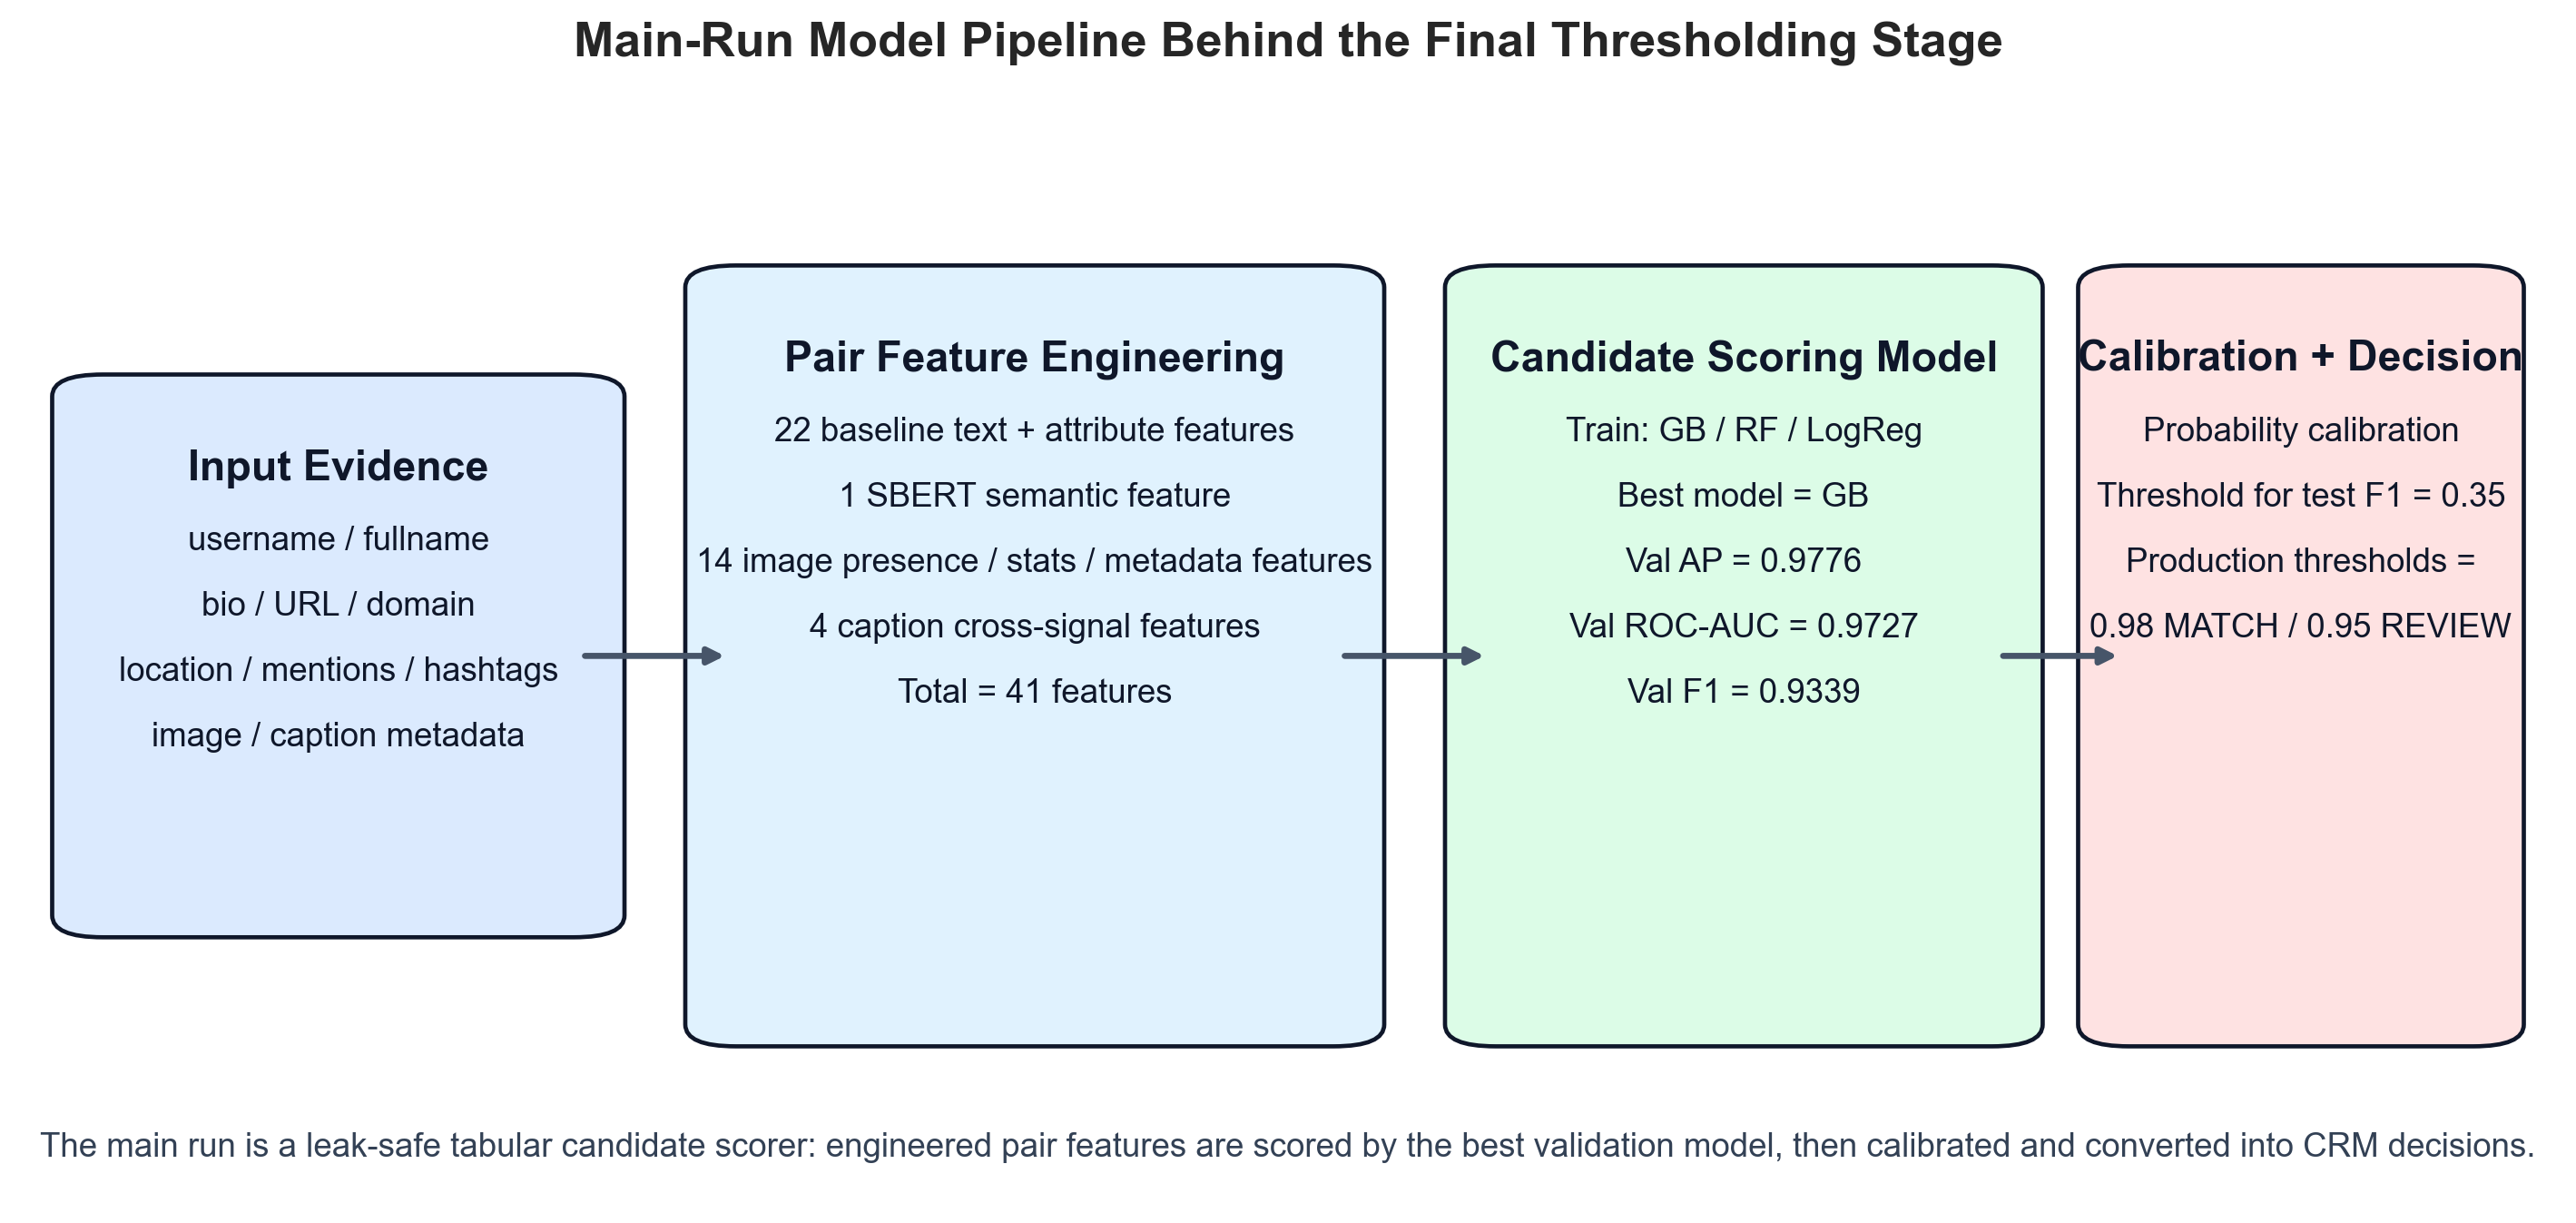 Main-Run Model Pipeline Behind the Final Thresholding Stage
Input Evidence
username / fullname
bio / URL / domain
location / mentions / hashtags
image / caption metadata
Pair Feature Engineering
22 baseline text + attribute features
1 SBERT semantic feature
14 image presence / stats / metadata features
4 caption cross-signal features
Total = 41 features
Candidate Scoring Model
Train: GB / RF / LogReg
Best model = GB
Val AP = 0.9776
Val ROC-AUC = 0.9727
Val F1 = 0.9339
Calibration + Decision
Probability calibration
Threshold for test F1 = 0.35
Production thresholds =
0.98 MATCH / 0.95 REVIEW
The main run is a leak-safe tabular candidate scorer: engineered pair features are scored by the best validation model, then calibrated and converted into CRM decisions.